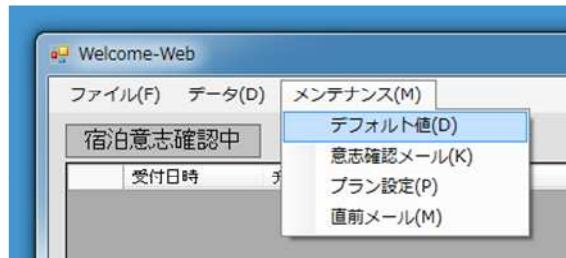 Welcome-Web
ファイル(F) データ(D) メンテナンス(M)
デフォルト値(D)
宿泊意志確認中
意志確認メール(K)
受付日時
プラン設定(P)
直前メール(M)